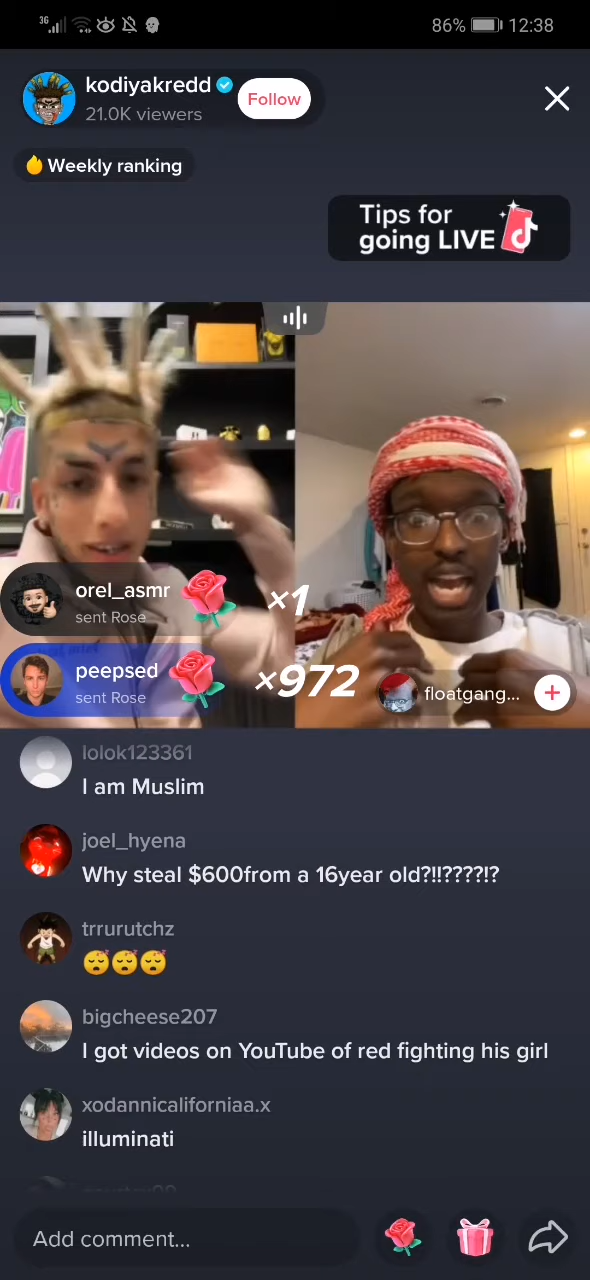 3G
86%
12:38
kodiyakredd
21.0K viewers
Follow
Weekly ranking
Tips for
going LIVE
orel_asmr
sent Rose
×1
peepsed
sent Rose
×972
floatgang...
lolok123361
I am Muslim
joel_hyena
Why steal $600from a 16year old?!!????!?
trrurutchz
😴😴😴
bigcheese207
I got videos on YouTube of red fighting his girl
xodannicaliforniaa.x
illuminati
Add comment...